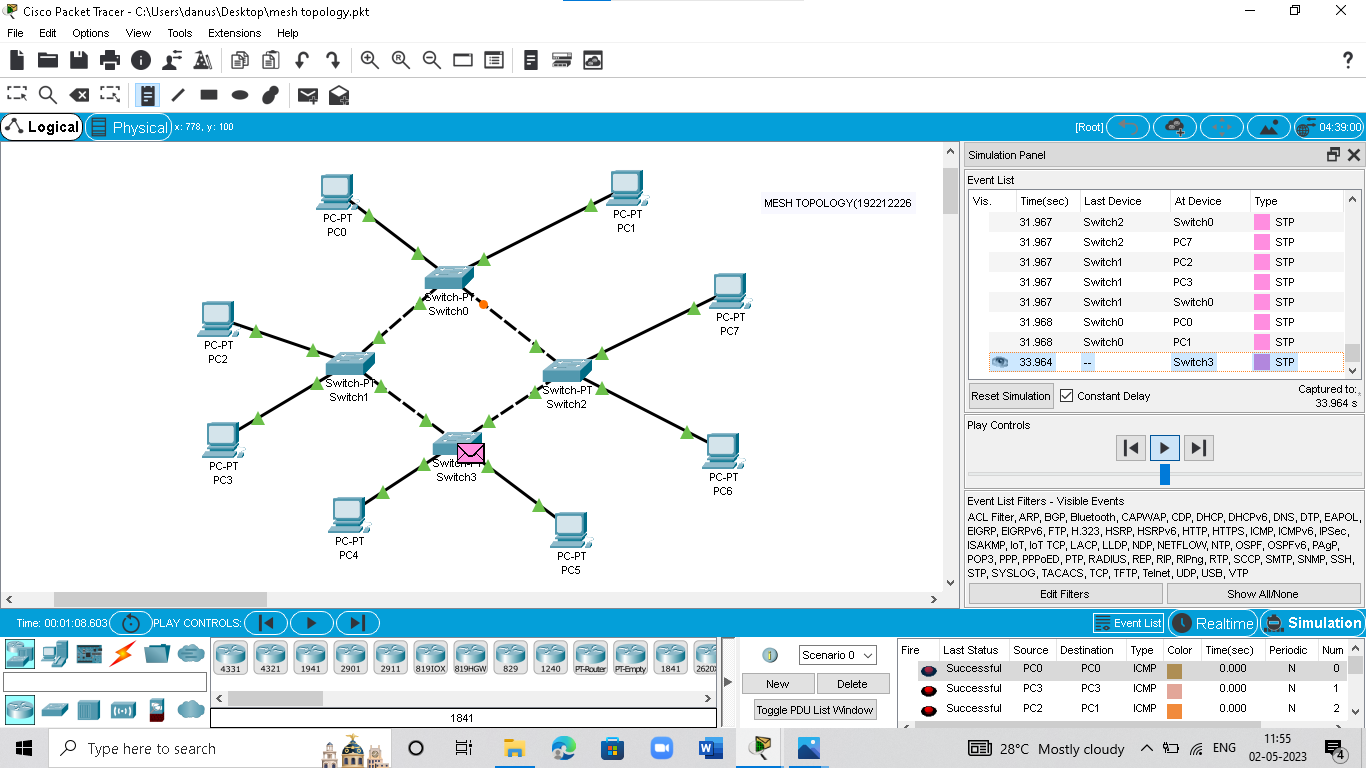 Cisco Packet Tracer - C:\Users\danus\Desktop\mesh topology.pkt
File Edit Options View Tools Extensions Help
Logical Physical x: 778, y: 100 [Root] 04:39:00
MESH TOPOLOGY(192212226
PC-PT
PC0
PC-PT
PC1
Switch-PT
Switch0
PC-PT
PC7
PC-PT
PC2
Switch-PT
Switch1
Switch-PT
Switch2
PC-PT
PC3
Switch-PT
Switch3
PC-PT
PC6
PC-PT
PC4
PC-PT
PC5
Simulation Panel
Event List
Vis. Time(sec) Last Device At Device Type
31.967 Switch2 Switch0 STP
31.967 Switch2 PC7 STP
31.967 Switch1 PC2 STP
31.967 Switch1 PC3 STP
31.967 Switch1 Switch0 STP
31.968 Switch0 PC0 STP
31.968 Switch0 PC1 STP
33.964 -- Switch3 STP
Reset Simulation Constant Delay Captured to:
33.964 s
Play Controls
Event List Filters - Visible Events
ACL Filter, ARP, BGP, Bluetooth, CAPWAP, CDP, DHCP, DHCPv6, DNS, DTP, EAPOL,
EIGRP, EIGRPv6, FTP, H.323, HSRP, HSRPv6, HTTP, HTTPS, ICMP, ICMPv6, IPSec,
ISAKMP, IoT, IoT TCP, LACP, LLDP, NDP, NETFLOW, NTP, OSPF, OSPFv6, PAgP,
POP3, PPP, PPPoED, PTP, RADIUS, REP, RIP, RIPng, RTP, SCCP, SMTP, SNMP, SSH,
STP, SYSLOG, TACACS, TCP, TFTP, Telnet, UDP, USB, VTP
Edit Filters Show All/None
Time: 00:01:08.603 PLAY CONTROLS: Event List Realtime Simulation
4331 4321 1941 2901 2911 819IOX 819HGW 829 1240 PT-Router PT-Empty 1841 2620X
1841
Scenario 0
New Delete
Toggle PDU List Window
Fire Last Status Source Destination Type Color Time(sec) Periodic Num
Successful PC0 PC0 ICMP 0.000 N 0
Successful PC3 PC3 ICMP 0.000 N 1
Successful PC2 PC1 ICMP 0.000 N 2
Type here to search
28°C Mostly cloudy ENG
11:55
02-05-2023
4